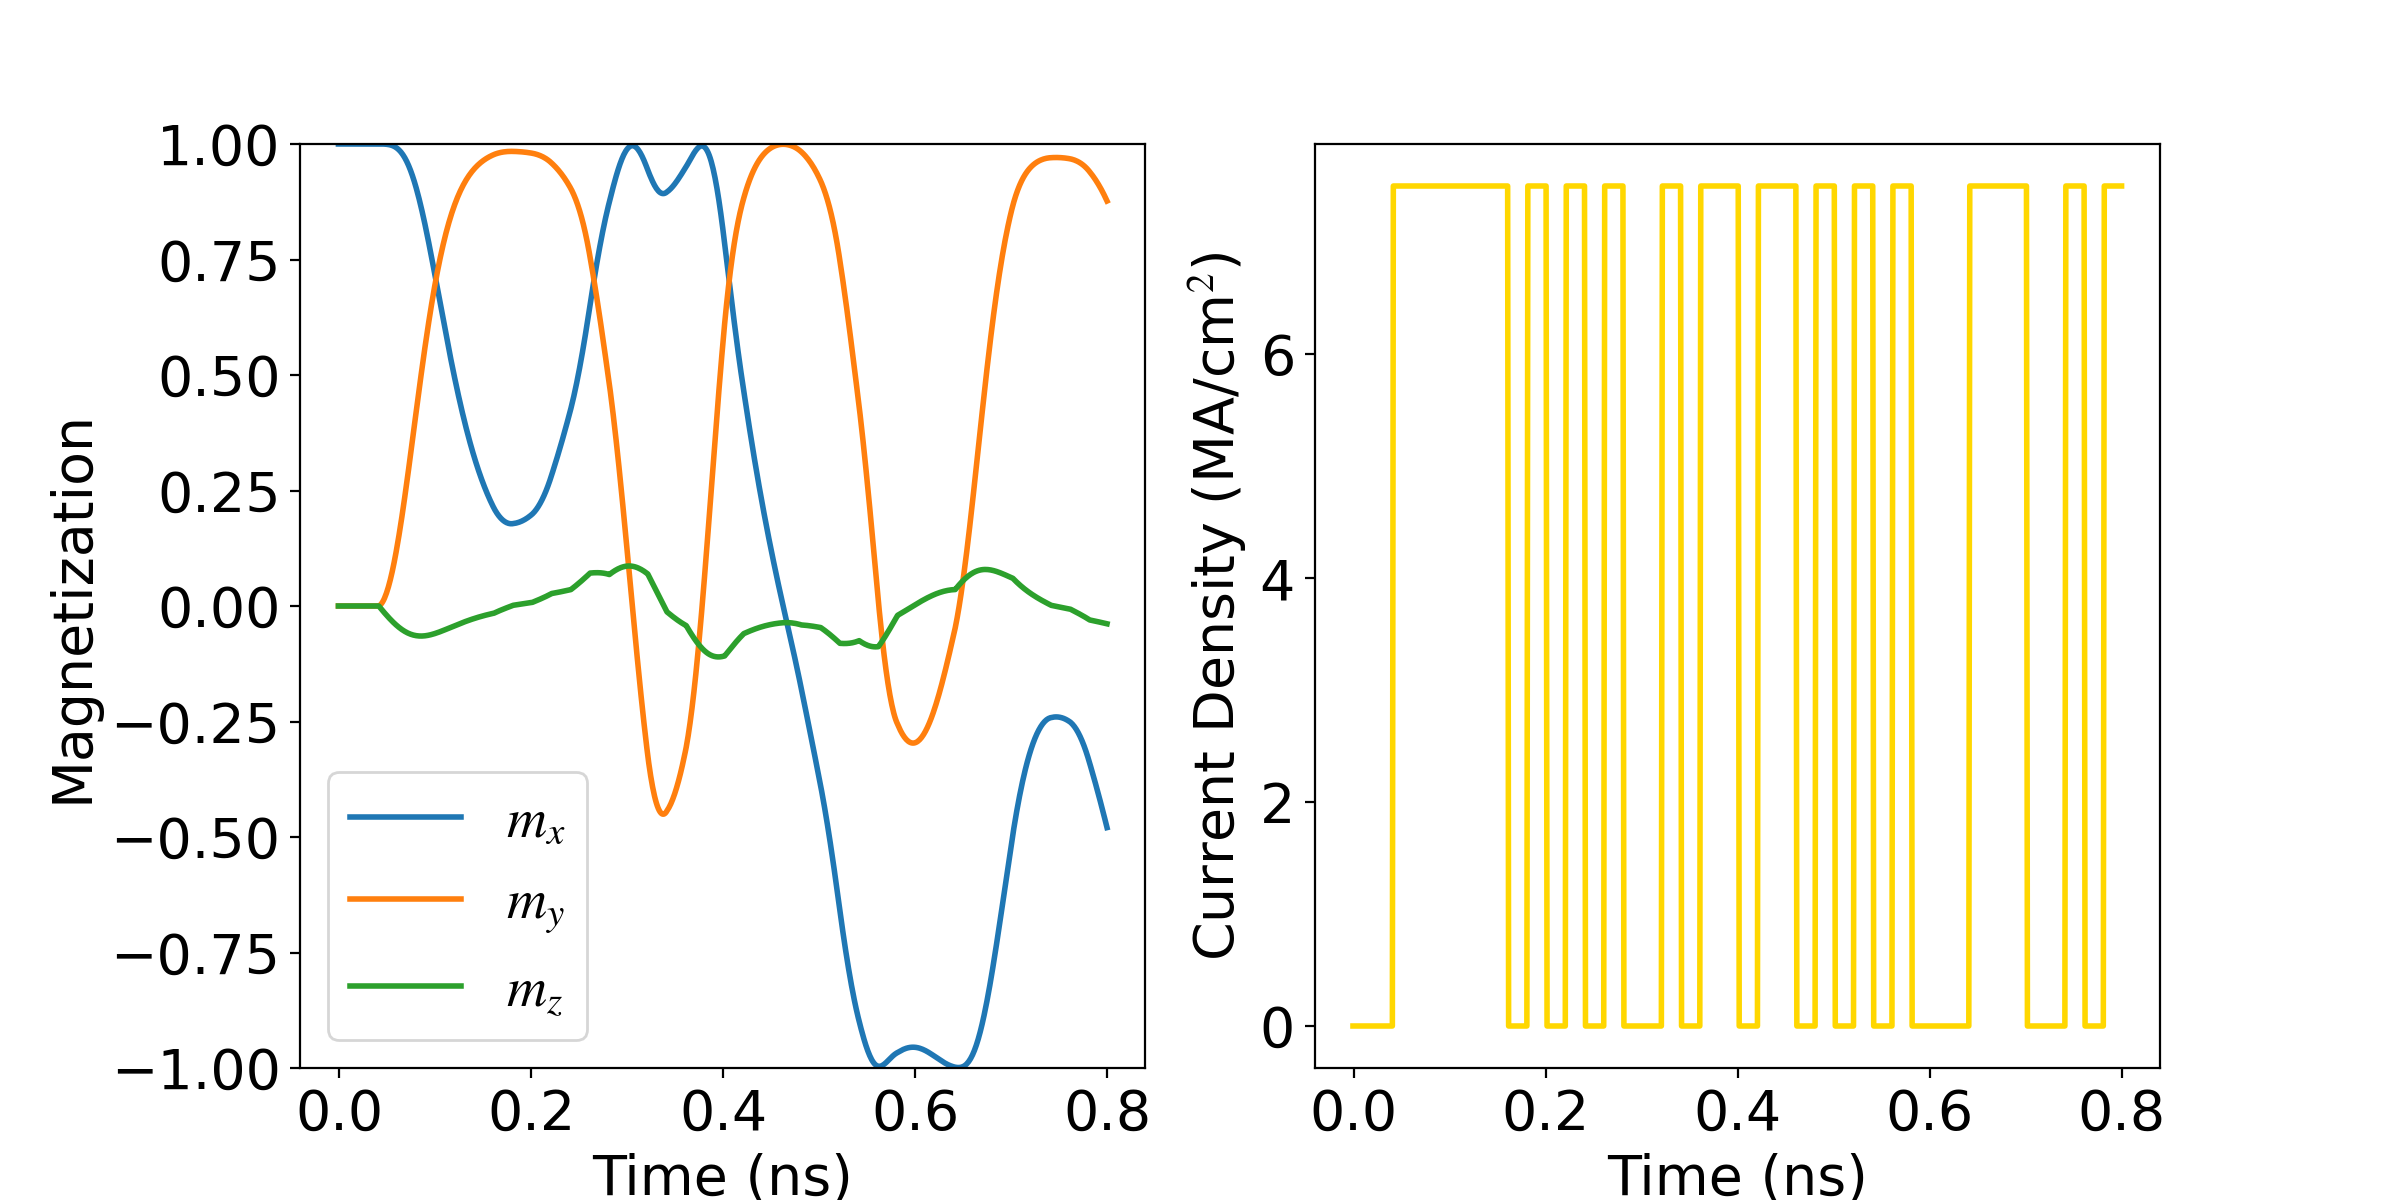 Magnetization
1.00
0.75
0.50
0.25
0.00
−0.25
−0.50
−0.75
−1.00
0.0 0.2 0.4 0.6 0.8
Time (ns)
m_x
m_y
m_z
Current Density (MA/cm²)
6
4
2
0
0.0 0.2 0.4 0.6 0.8
Time (ns)